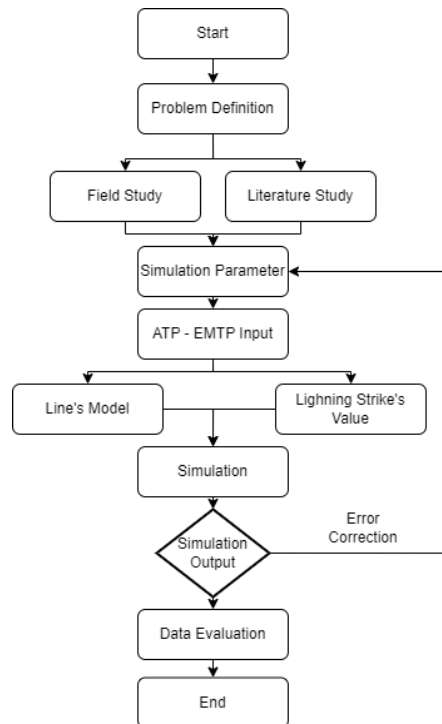 Start
Problem Definition
Field Study
Literature Study
Simulation Parameter
ATP - EMTP Input
Line's Model
Lighning Strike's
Value
Simulation
Simulation
Output
Error
Correction
Data Evaluation
End